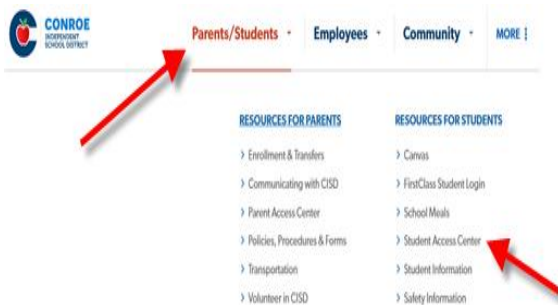 CONROE
INDEPENDENT
SCHOOL DISTRICT
Parents/Students
Employees
Community
MORE
RESOURCES FOR PARENTS
Enrollment & Transfers
Communicating with CISD
Parent Access Center
Policies, Procedures & Forms
Transportation
Volunteer in CISD
RESOURCES FOR STUDENTS
Canvas
FirstClass Student Login
School Meals
Student Access Center
Student Information
Safety Information